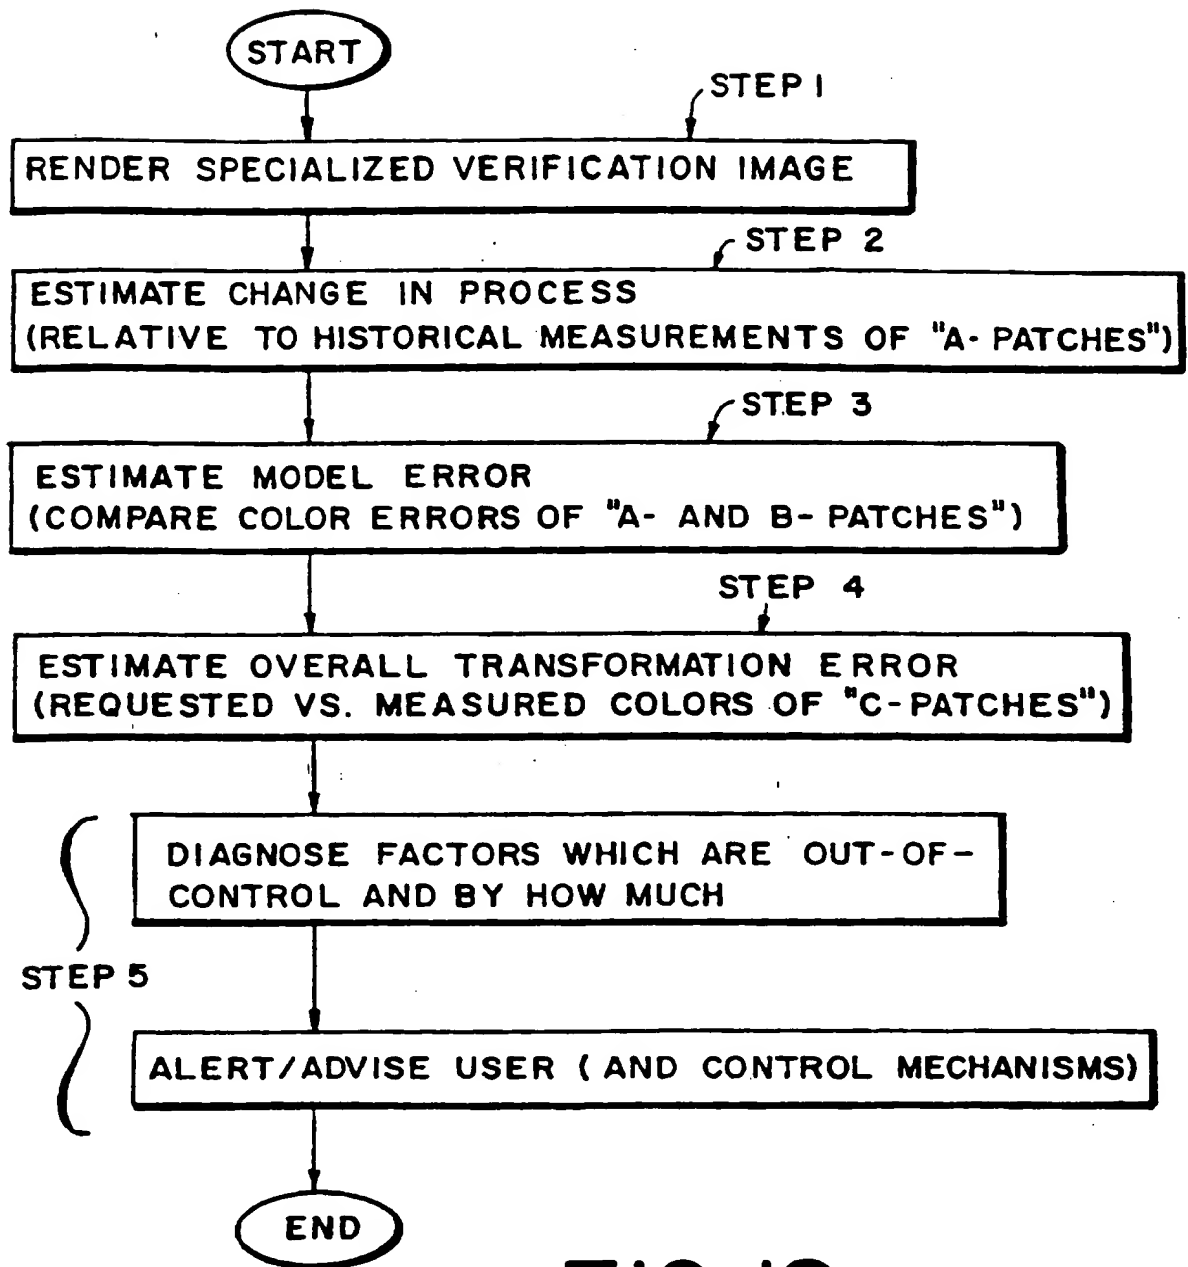 START
STEP 1
RENDER SPECIALIZED VERIFICATION IMAGE
STEP 2
ESTIMATE CHANGE IN PROCESS
(RELATIVE TO HISTORICAL MEASUREMENTS OF "A- PATCHES")
STEP 3
ESTIMATE MODEL ERROR
(COMPARE COLOR ERRORS OF "A- AND B- PATCHES")
STEP 4
ESTIMATE OVERALL TRANSFORMATION ERROR
(REQUESTED VS. MEASURED COLORS OF "C-PATCHES")
DIAGNOSE FACTORS WHICH ARE OUT-OF-
CONTROL AND BY HOW MUCH
STEP 5
ALERT/ADVISE USER (AND CONTROL MECHANISMS)
END